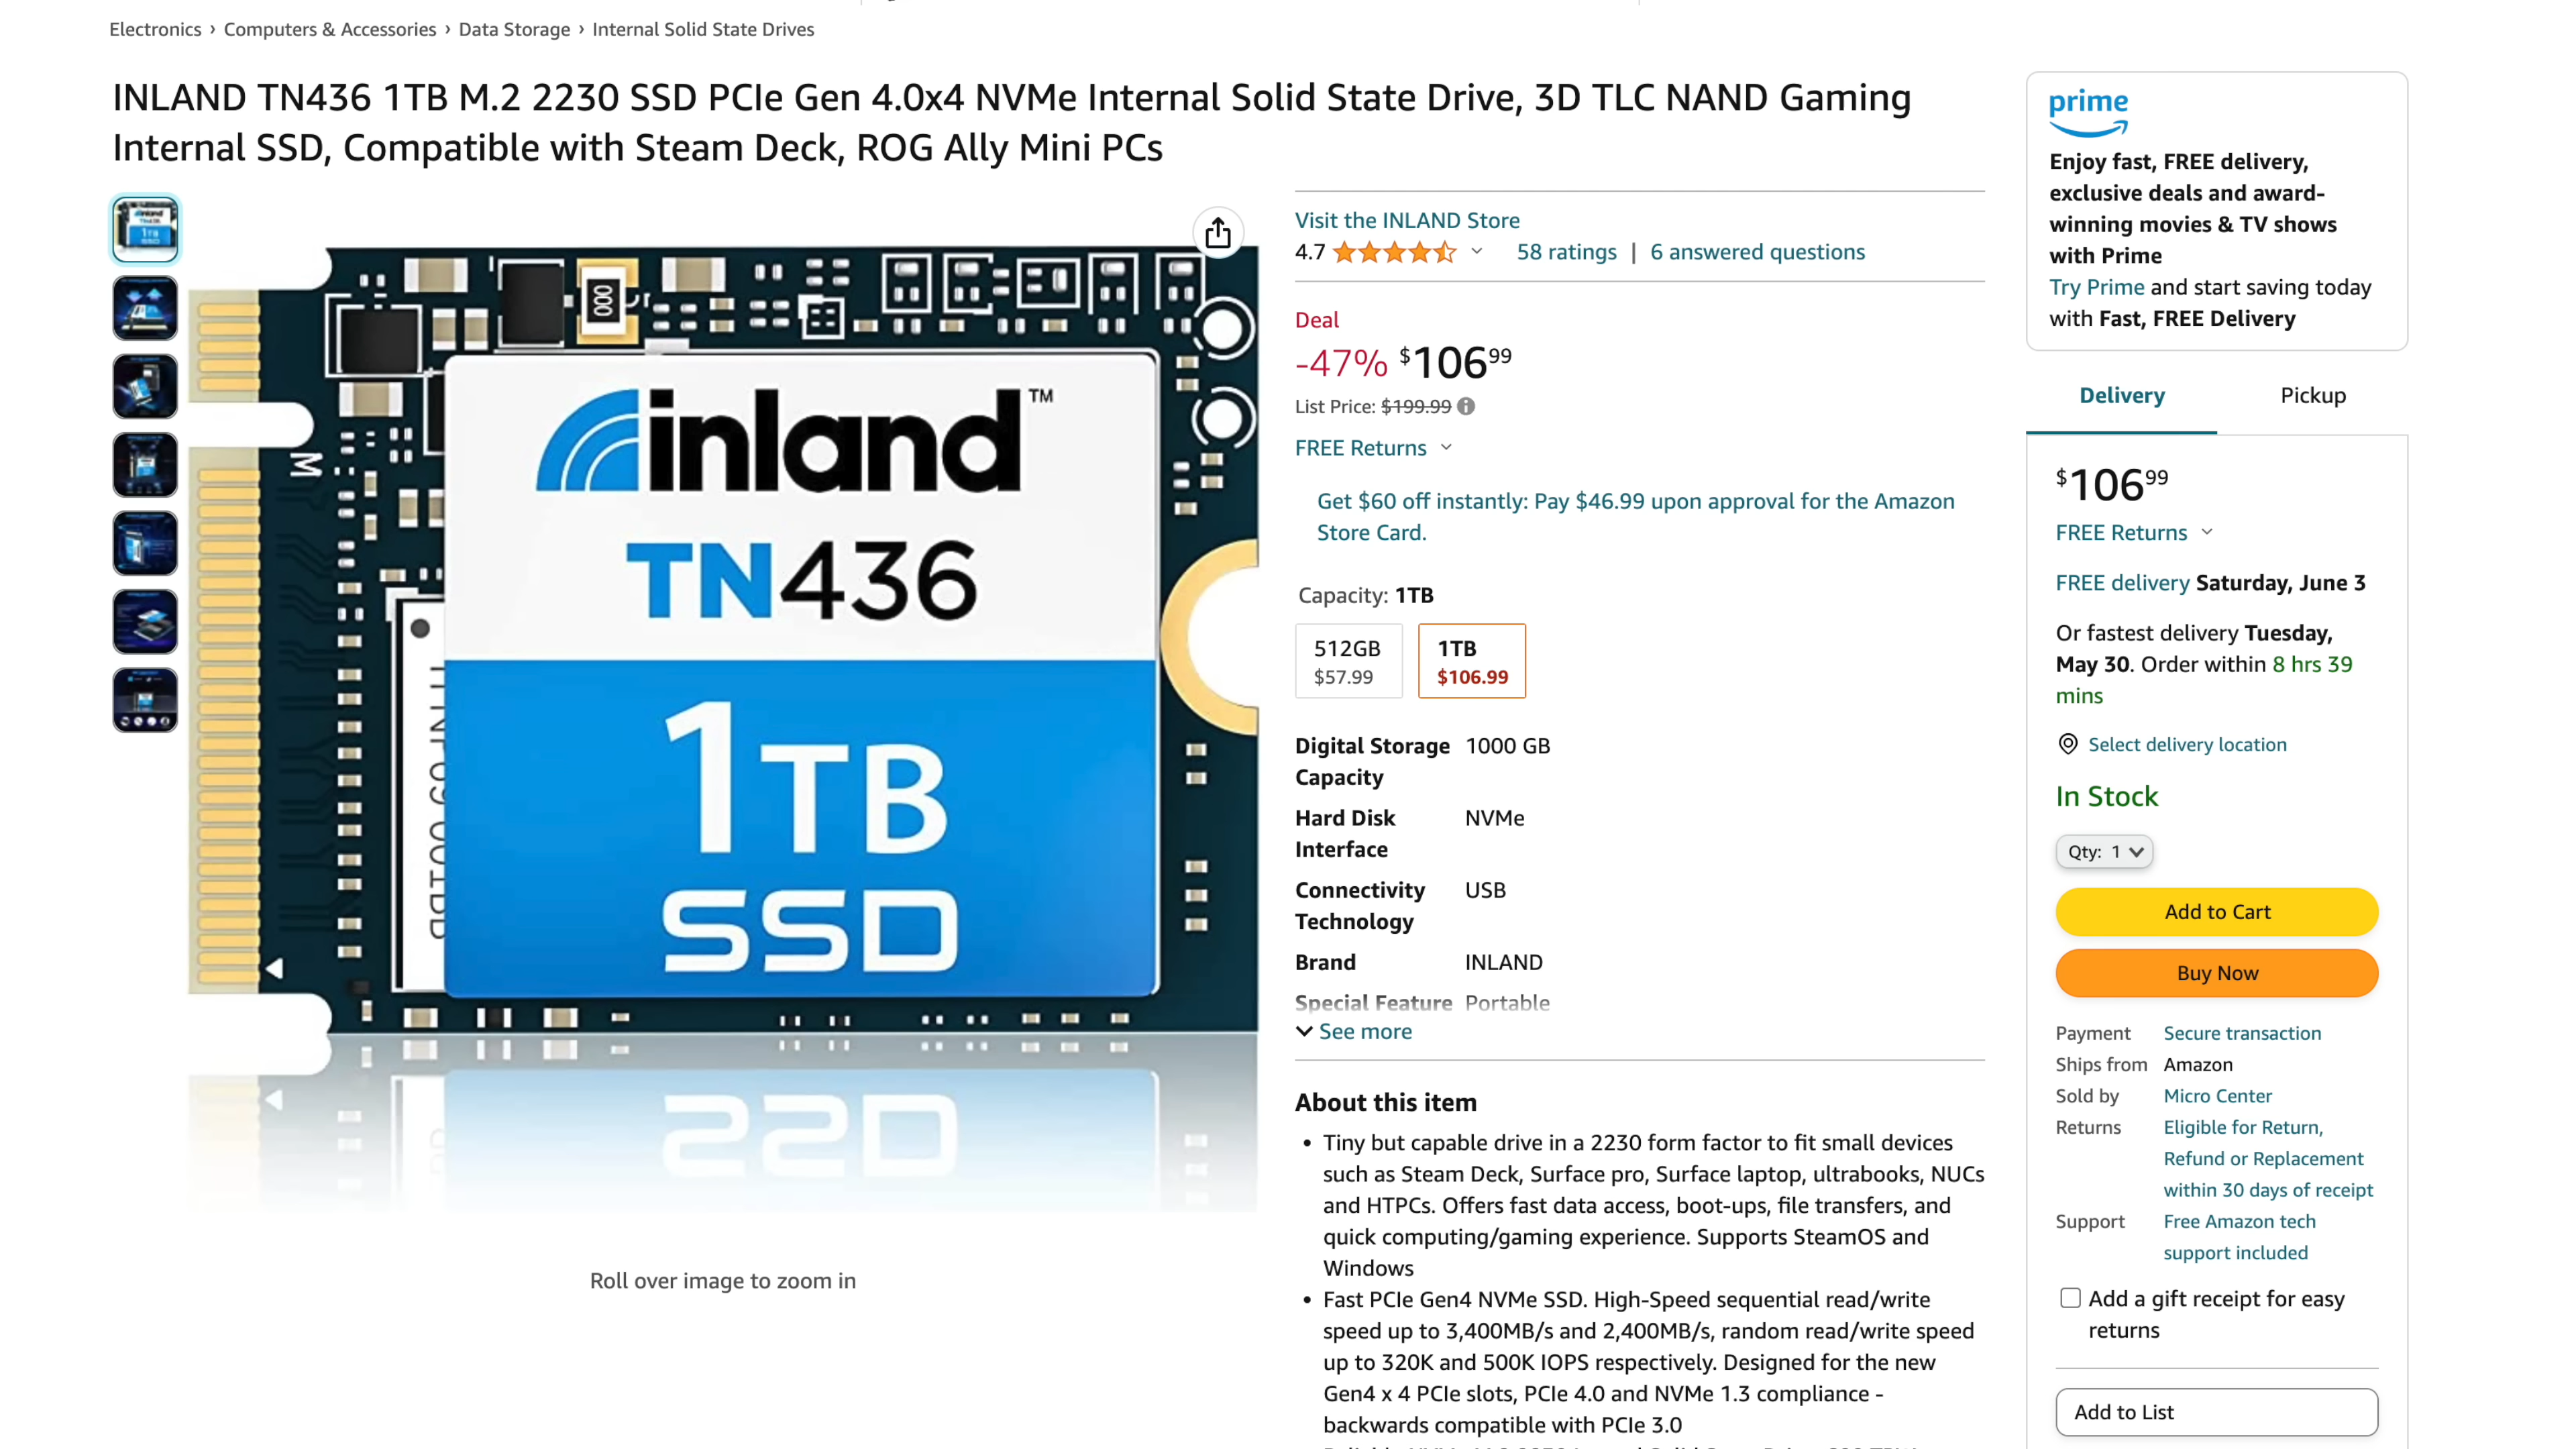 Electronics › Computers & Accessories › Data Storage › Internal Solid State Drives
INLAND TN436 1TB M.2 2230 SSD PCIe Gen 4.0x4 NVMe Internal Solid State Drive, 3D TLC NAND Gaming
Internal SSD, Compatible with Steam Deck, ROG Ally Mini PCs
000
M
inland™
TN436
1TB
SSD
Roll over image to zoom in
Visit the INLAND Store
4.7 58 ratings | 6 answered questions
Deal
-47% $106.99
List Price: $199.99
FREE Returns
Get $60 off instantly: Pay $46.99 upon approval for the Amazon
Store Card.
Capacity: 1TB
512GB
$57.99
1TB
$106.99
Digital Storage 1000 GB
Capacity
Hard Disk NVMe
Interface
Connectivity USB
Technology
Brand INLAND
Special Feature Portable
See more
About this item
• Tiny but capable drive in a 2230 form factor to fit small devices
such as Steam Deck, Surface pro, Surface laptop, ultrabooks, NUCs
and HTPCs. Offers fast data access, boot-ups, file transfers, and
quick computing/gaming experience. Supports SteamOS and
Windows
• Fast PCIe Gen4 NVMe SSD. High-Speed sequential read/write
speed up to 3,400MB/s and 2,400MB/s, random read/write speed
up to 320K and 500K IOPS respectively. Designed for the new
Gen4 x 4 PCIe slots, PCIe 4.0 and NVMe 1.3 compliance -
backwards compatible with PCIe 3.0
prime
Enjoy fast, FREE delivery,
exclusive deals and award-
winning movies & TV shows
with Prime
Try Prime and start saving today
with Fast, FREE Delivery
Delivery
Pickup
$106.99
FREE Returns
FREE delivery Saturday, June 3
Or fastest delivery Tuesday,
May 30. Order within 8 hrs 39
mins
Select delivery location
In Stock
Qty: 1
Add to Cart
Buy Now
Payment Secure transaction
Ships from Amazon
Sold by Micro Center
Returns Eligible for Return,
Refund or Replacement
within 30 days of receipt
Support Free Amazon tech
support included
Add a gift receipt for easy
returns
Add to List